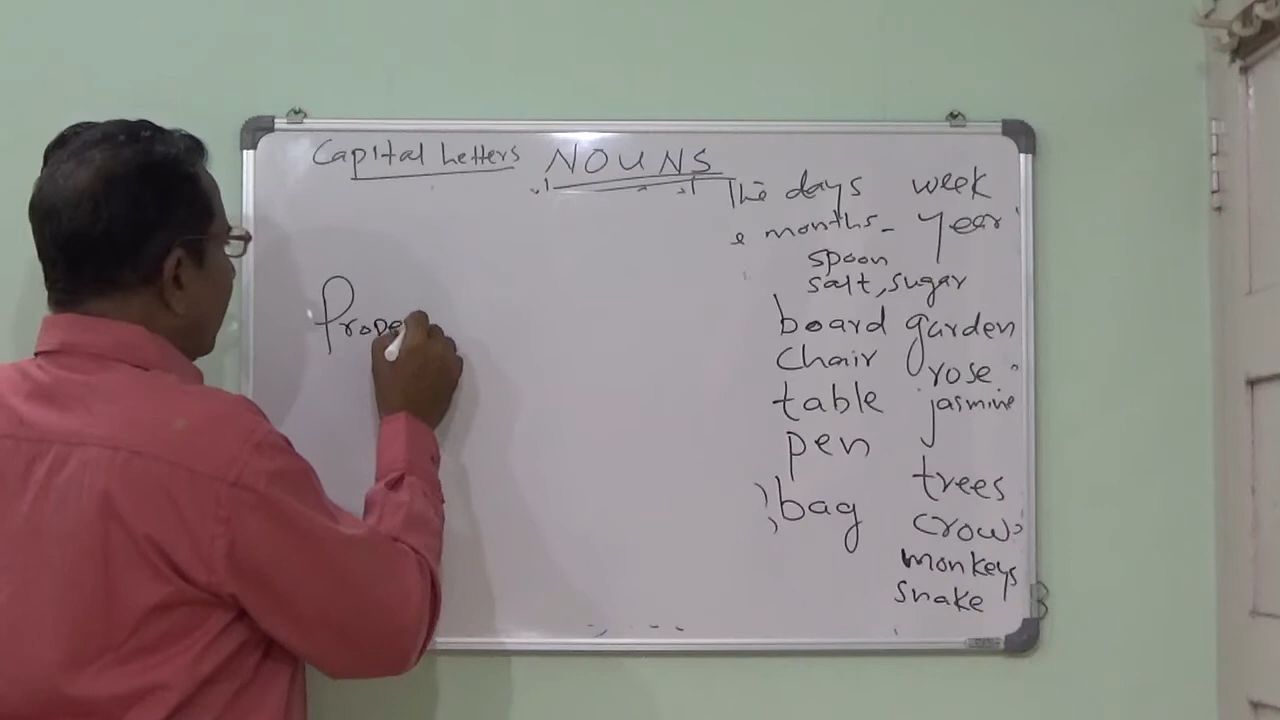 Capital Letters NOUNS
The days week
e months- year
spoon
salt, sugar
board garden
Chair rose
table jasmine
pen
trees
bag
crow
monkeys
snake
Prope